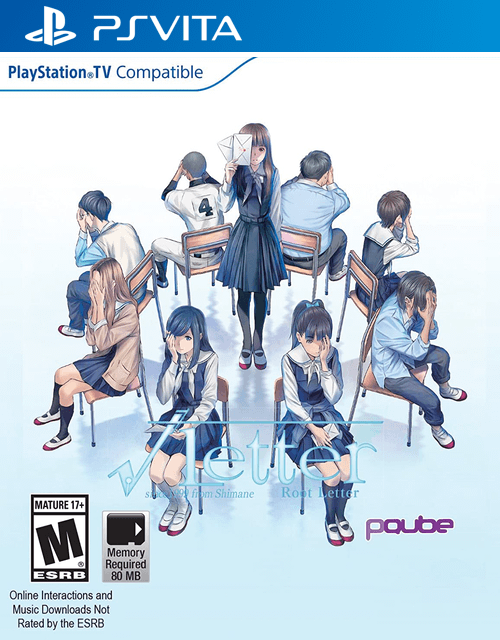 PSVITA
PlayStation®TV Compatible
4
√Letter
Root Letter
PQube
MATURE 17+
M®
ESRB
Memory
Required
80 MB
Online Interactions and
Music Downloads Not
Rated by the ESRB